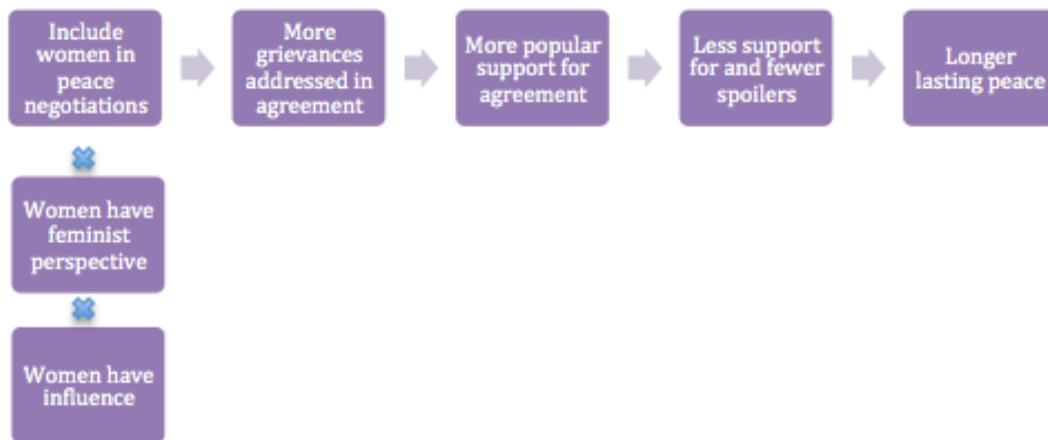 Include
women in
peace
negotiations
More
grievances
addressed in
agreement
More popular
support for
agreement
Less support
for and fewer
spoilers
Longer
lasting peace
Women have
feminist
perspective
Women have
influence